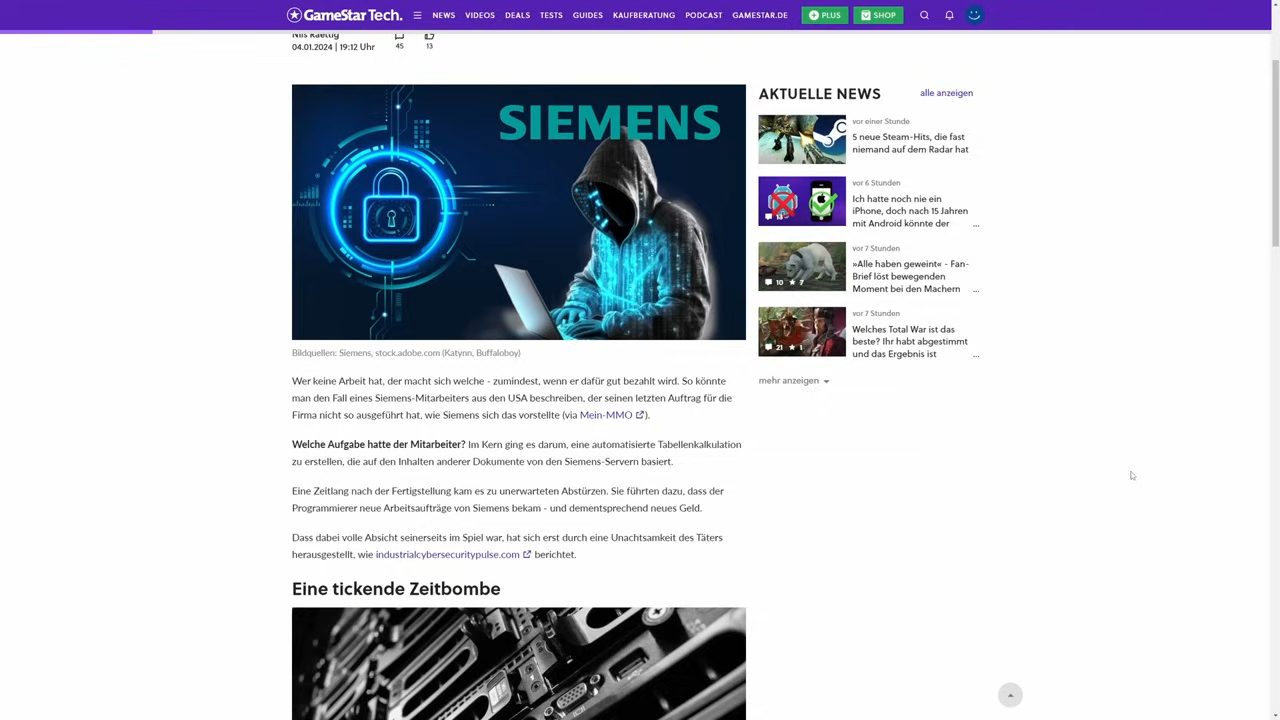 GameStar Tech.
NEWS VIDEOS DEALS TESTS GUIDES KAUFBERATUNG PODCAST GAMESTAR.DE PLUS SHOP
Nils Raettig
04.01.2024 | 19:12 Uhr
45 13
SIEMENS
Bildquellen: Siemens, stock.adobe.com (Katynn, Buffaloboy)
Wer keine Arbeit hat, der macht sich welche - zumindest, wenn er dafür gut bezahlt wird. So könnte
man den Fall eines Siemens-Mitarbeiters aus den USA beschreiben, der seinen letzten Auftrag für die
Firma nicht so ausgeführt hat, wie Siemens sich das vorstellte (via Mein-MMO).
Welche Aufgabe hatte der Mitarbeiter? Im Kern ging es darum, eine automatisierte Tabellenkalkulation
zu erstellen, die auf den Inhalten anderer Dokumente von den Siemens-Servern basiert.
Eine Zeitlang nach der Fertigstellung kam es zu unerwarteten Abstürzen. Sie führten dazu, dass der
Programmierer neue Arbeitsaufträge von Siemens bekam - und dementsprechend neues Geld.
Dass dabei volle Absicht seinerseits im Spiel war, hat sich erst durch eine Unachtsamkeit des Täters
herausgestellt, wie industrialcybersecuritypulse.com berichtet.
Eine tickende Zeitbombe
AKTUELLE NEWS alle anzeigen
vor einer Stunde
5 neue Steam-Hits, die fast
niemand auf dem Radar hat
vor 6 Stunden
Ich hatte noch nie ein
iPhone, doch nach 15 Jahren
mit Android könnte der ...
vor 7 Stunden
»Alle haben geweint« - Fan-
Brief löst bewegenden
Moment bei den Machern ...
10 7
vor 7 Stunden
Welches Total War ist das
beste? Ihr habt abgestimmt
und das Ergebnis ist ...
21 1
mehr anzeigen